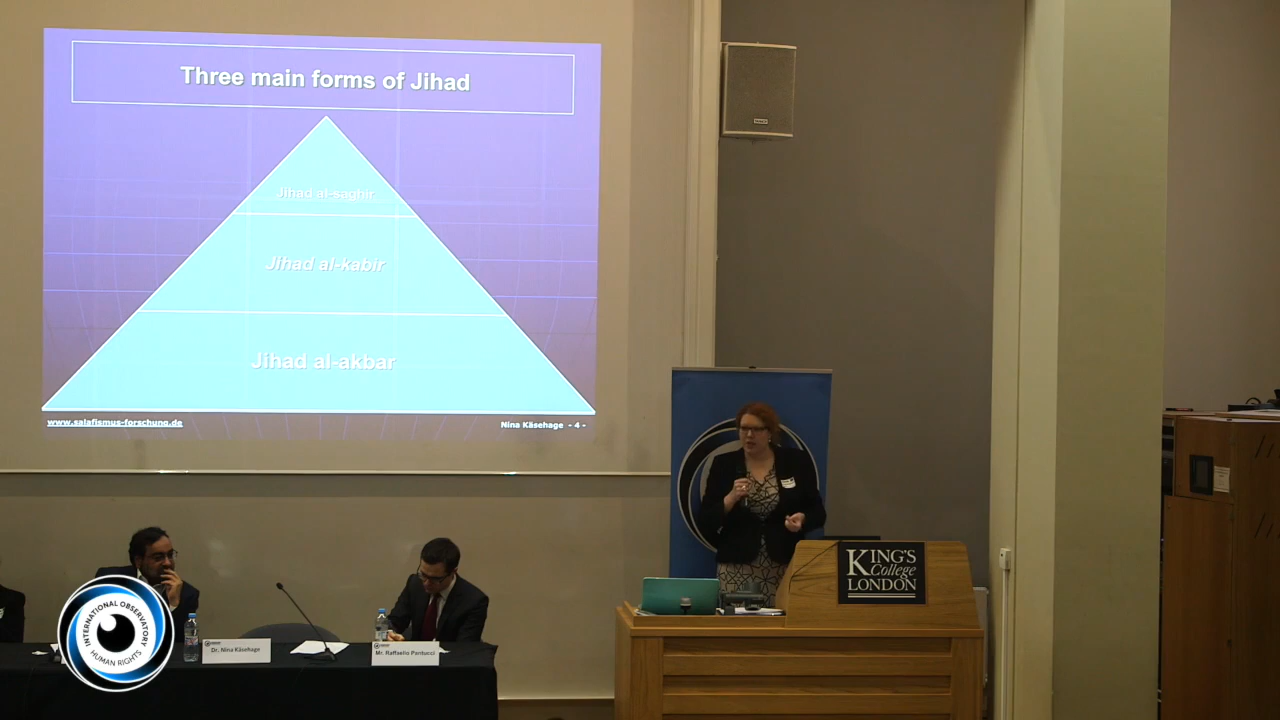 Three main forms of Jihad
Jihad al-saghir
Jihad al-kabir
Jihad al-akbar
www.salafismus-forschung.de
Nina Käsehage - 4 -
KING'S
College
LONDON
Dr. Nina Käsehage
Mr. Raffaello Pantucci
INTERNATIONAL OBSERVATORY
HUMAN RIGHTS